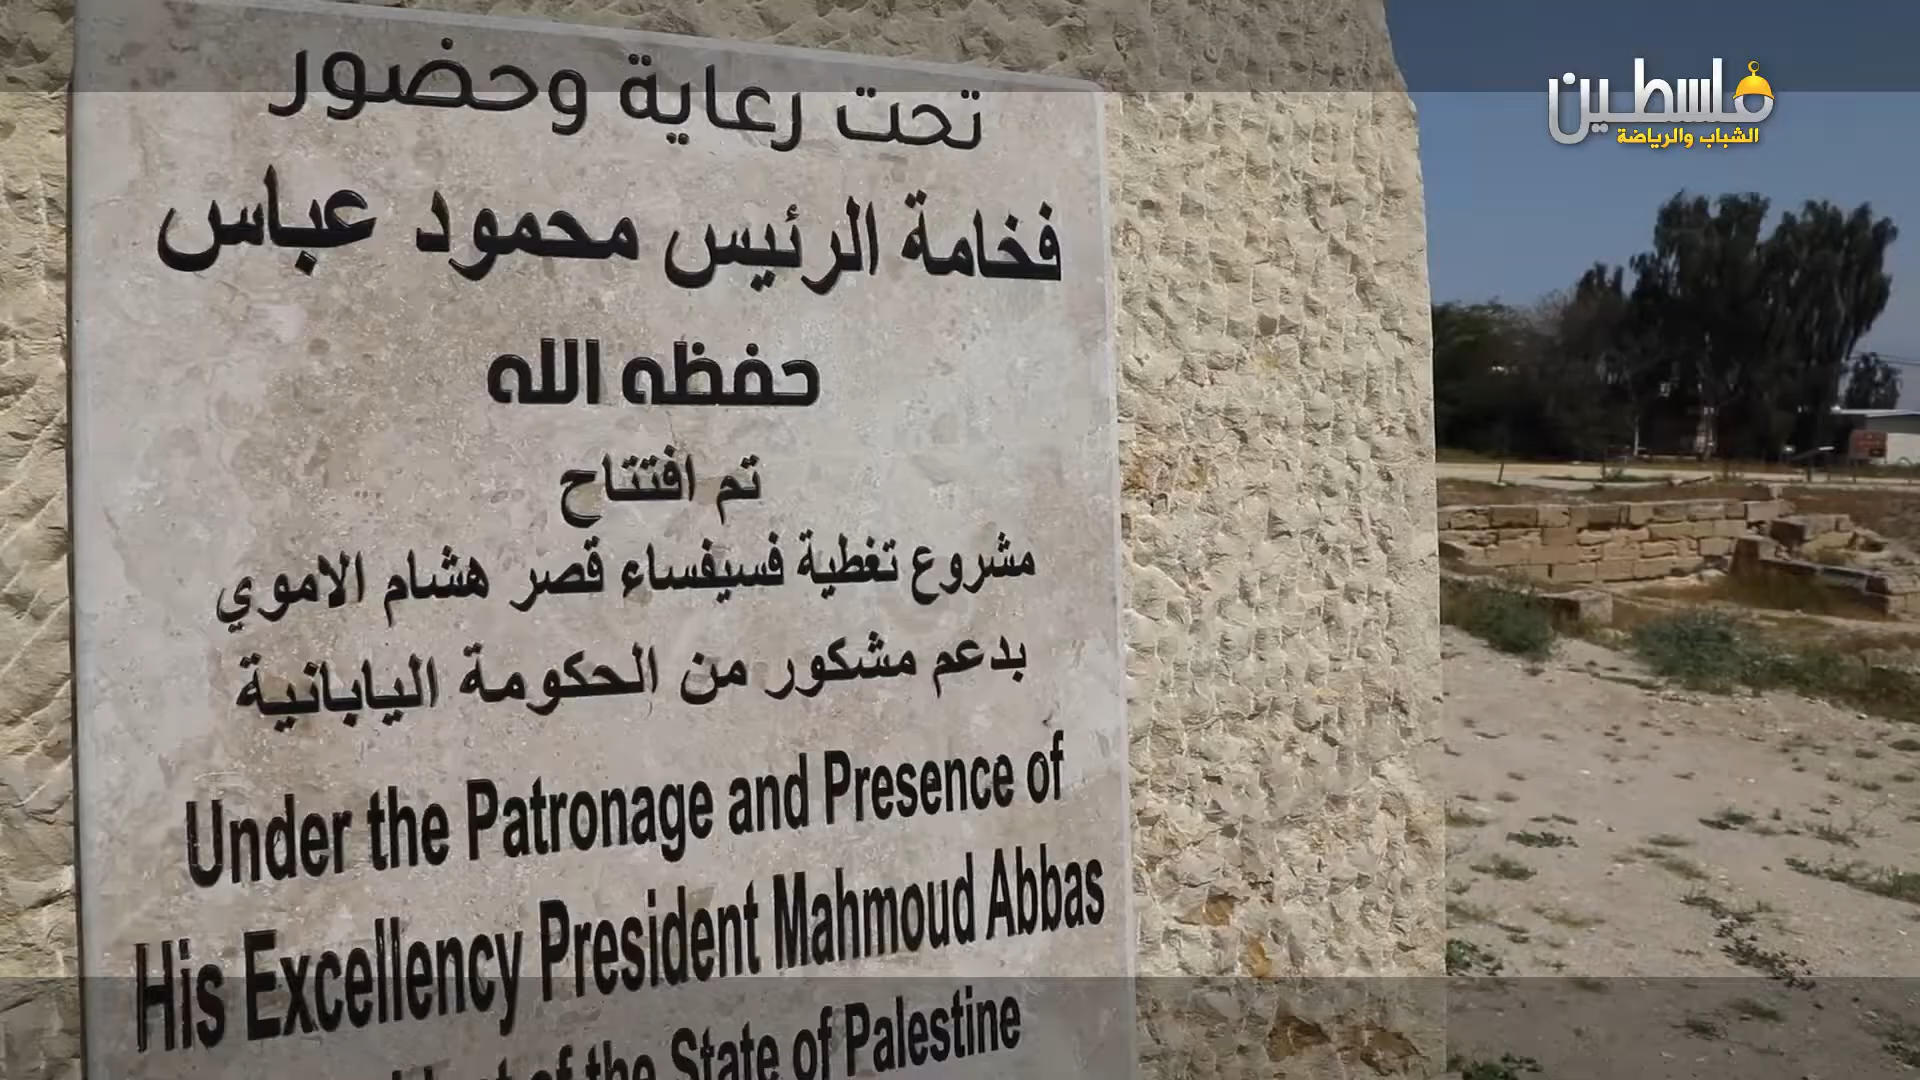 فلسطين
الشباب والرياضة
تحت رعاية وحضور
فخامة الرئيس محمود عباس
حفظه الله
تم افتتاح
مشروع تغطية فسيفساء قصر هشام الاموي
بدعم مشكور من الحكومة اليابانية
Under the Patronage and Presence of
His Excellency President Mahmoud Abbas
of the State of Palestine